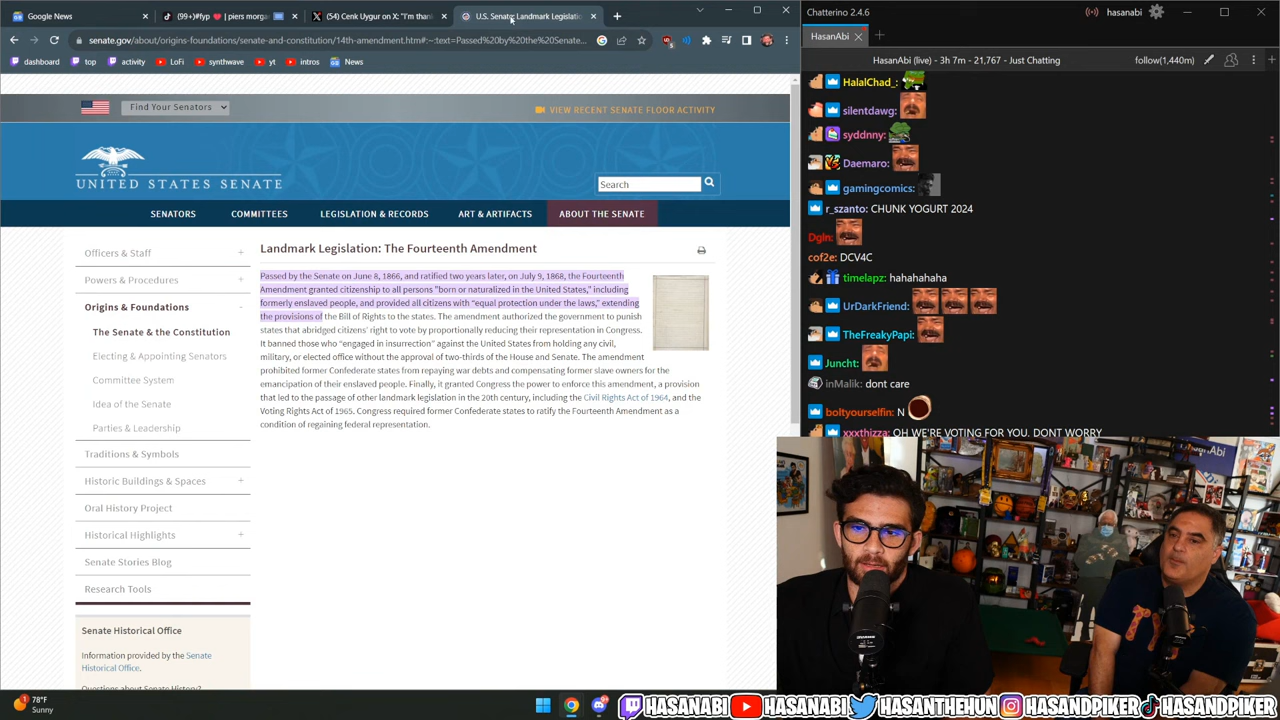 Google News
(99+)#fyp ❤️ | piers morga
(54) Cenk Uygur on X: "I'm thank
U.S. Senate: Landmark Legislatio
senate.gov/about/origins-foundations/senate-and-constitution/14th-amendment.htm#:~:text=Passed%20by%20the%20Senate...
dashboard
top
activity
LoFi
synthwave
yt
intros
News
Find Your Senators
VIEW RECENT SENATE FLOOR ACTIVITY
UNITED STATES SENATE
Search
SENATORS
COMMITTEES
LEGISLATION & RECORDS
ART & ARTIFACTS
ABOUT THE SENATE
Officers & Staff
Powers & Procedures
Origins & Foundations
The Senate & the Constitution
Electing & Appointing Senators
Committee System
Idea of the Senate
Parties & Leadership
Traditions & Symbols
Historic Buildings & Spaces
Oral History Project
Historical Highlights
Senate Stories Blog
Research Tools
Senate Historical Office
Information provided by the Senate
Historical Office.
Questions about Senate History?
Landmark Legislation: The Fourteenth Amendment
Passed by the Senate on June 8, 1866, and ratified two years later, on July 9, 1868, the Fourteenth
Amendment granted citizenship to all persons "born or naturalized in the United States," including
formerly enslaved people, and provided all citizens with “equal protection under the laws,” extending
the provisions of the Bill of Rights to the states. The amendment authorized the government to punish
states that abridged citizens’ right to vote by proportionally reducing their representation in Congress.
It banned those who “engaged in insurrection” against the United States from holding any civil,
military, or elected office without the approval of two-thirds of the House and Senate. The amendment
prohibited former Confederate states from repaying war debts and compensating former slave owners for the
emancipation of their enslaved people. Finally, it granted Congress the power to enforce this amendment, a provision
that led to the passage of other landmark legislation in the 20th century, including the Civil Rights Act of 1964, and the
Voting Rights Act of 1965. Congress required former Confederate states to ratify the Fourteenth Amendment as a
condition of regaining federal representation.
Chatterino 2.4.6
hasanabi
HasanAbi
HasanAbi (live) - 3h 7m - 21,767 - Just Chatting
follow(1,440m)
HalalChad_:
silentdawg:
syddnny:
Daemaro:
gamingcomics:
r_szanto: CHUNK YOGURT 2024
Dgin:
cof2e: DCV4C
timelapz: hahahahaha
UrDarkFriend:
TheFreakyPapi:
Juncht:
inMalik: dont care
boltyourselfin: N
xxxthizza: OH WE'RE VOTING FOR YOU, DONT WORRY
78°F
Sunny
HASANABI
HASANABI
HASANTHEHUN
HASANDPIKER
HASANDPIKER